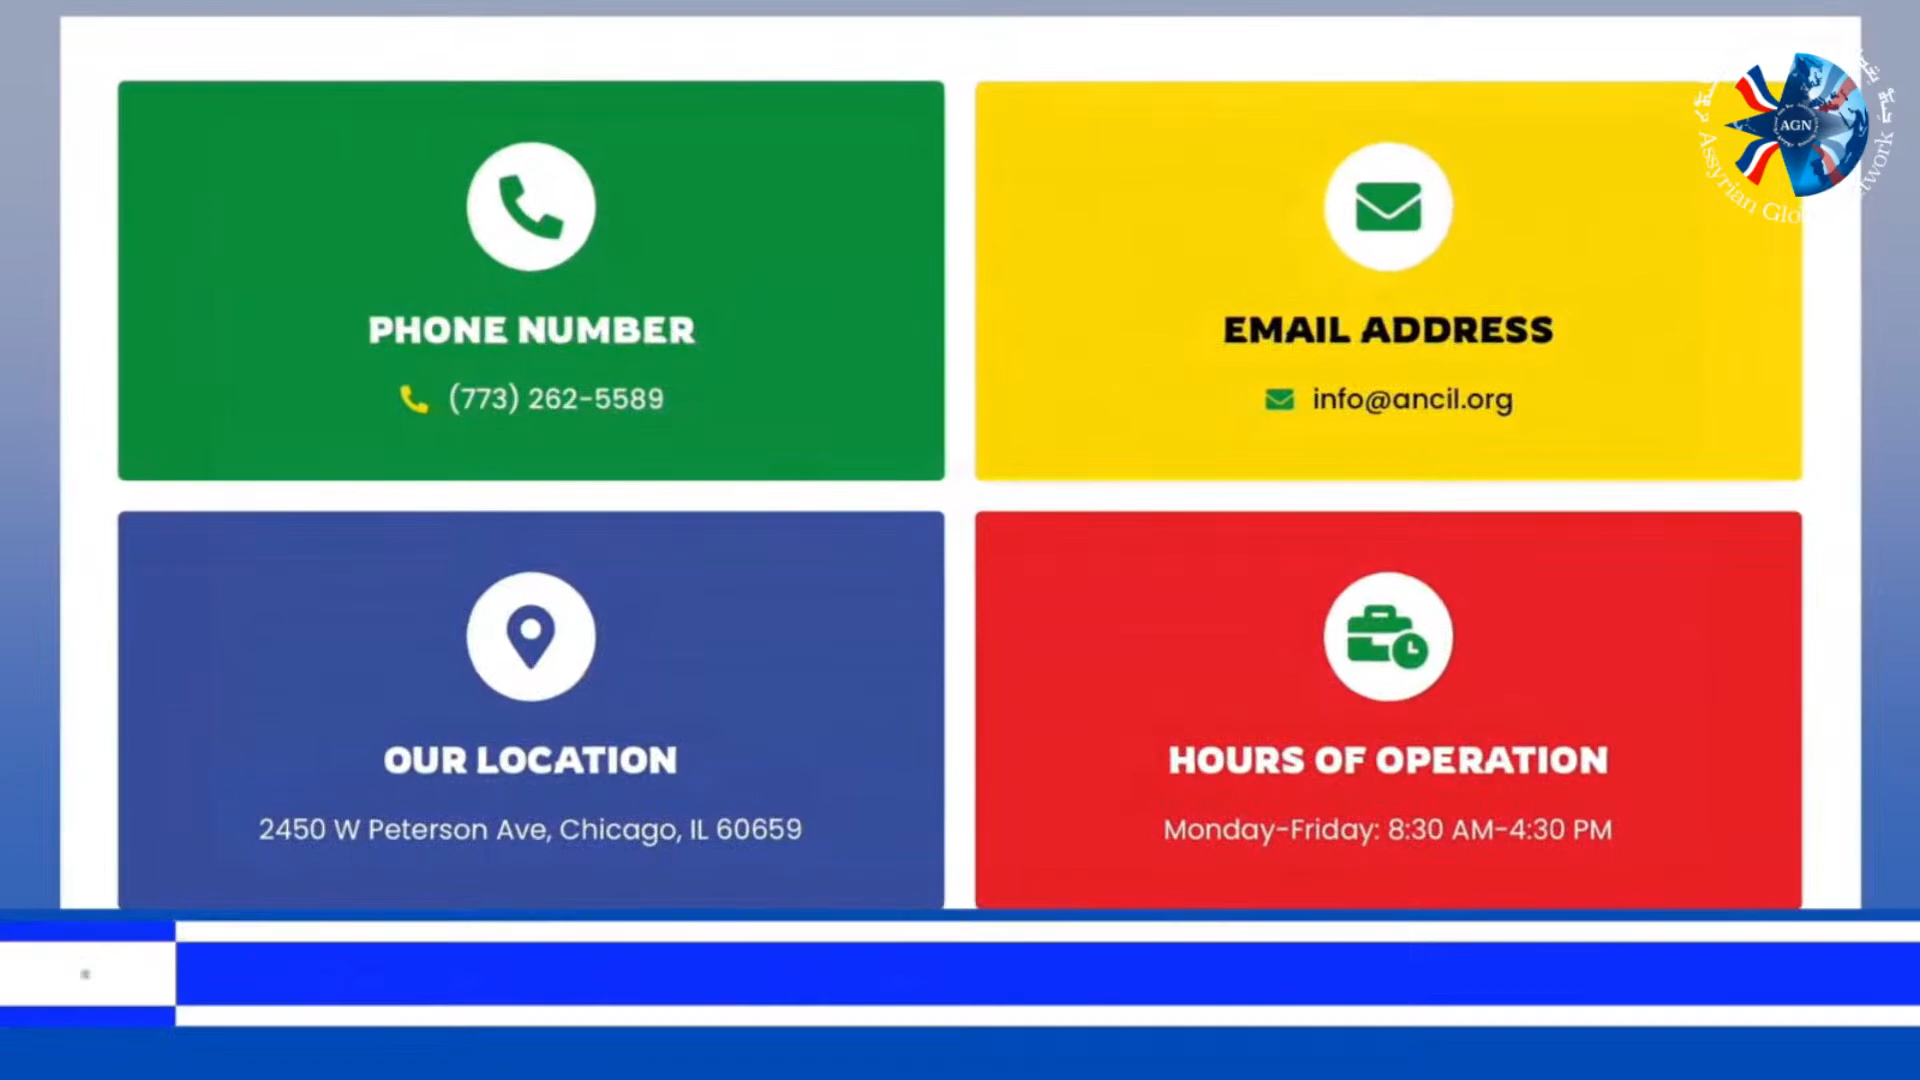 PHONE NUMBER
(773) 262-5589
EMAIL ADDRESS
info@ancil.org
OUR LOCATION
2450 W Peterson Ave, Chicago, IL 60659
HOURS OF OPERATION
Monday-Friday: 8:30 AM-4:30 PM
AGN
Assyrian